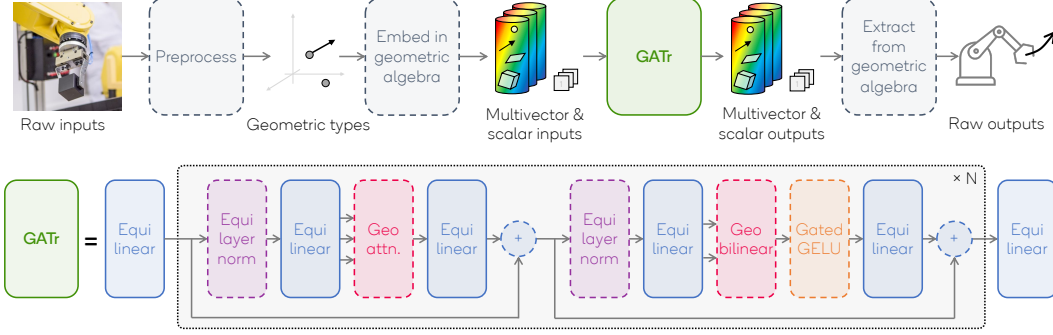 Preprocess
Embed in
geometric
algebra
GATr
Extract
from
geometric
algebra
Raw inputs
Geometric types
Multivector &
scalar inputs
Multivector &
scalar outputs
Raw outputs
× N
GATr
=
Equi
linear
Equi
layer
norm
Equi
linear
Geo
attn.
Equi
linear
+
Equi
layer
norm
Equi
linear
Geo
bilinear
Gated
GELU
Equi
linear
+
Equi
linear